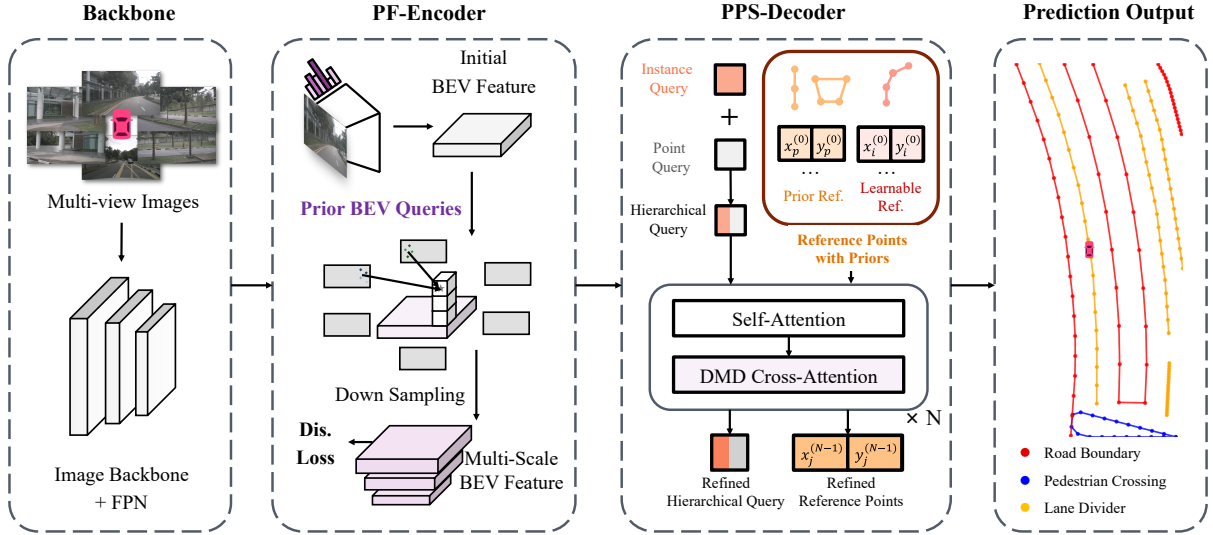 Backbone
PF-Encoder
PPS-Decoder
Prediction Output
Multi-view Images
Image Backbone
+ FPN
Initial
BEV Feature
Prior BEV Queries
Down Sampling
Dis.
Loss
Multi-Scale
BEV Feature
Instance
Query
+
Point
Query
Hierarchical
Query
x_p^{(0)} y_p^{(0)}
...
Prior Ref.
x_i^{(0)} y_i^{(0)}
...
Learnable
Ref.
Reference Points
with Priors
Self-Attention
DMD Cross-Attention
× N
Refined
Hierarchical Query
x_j^{(N-1)} y_j^{(N-1)}
Refined
Reference Points
Road Boundary
Pedestrian Crossing
Lane Divider